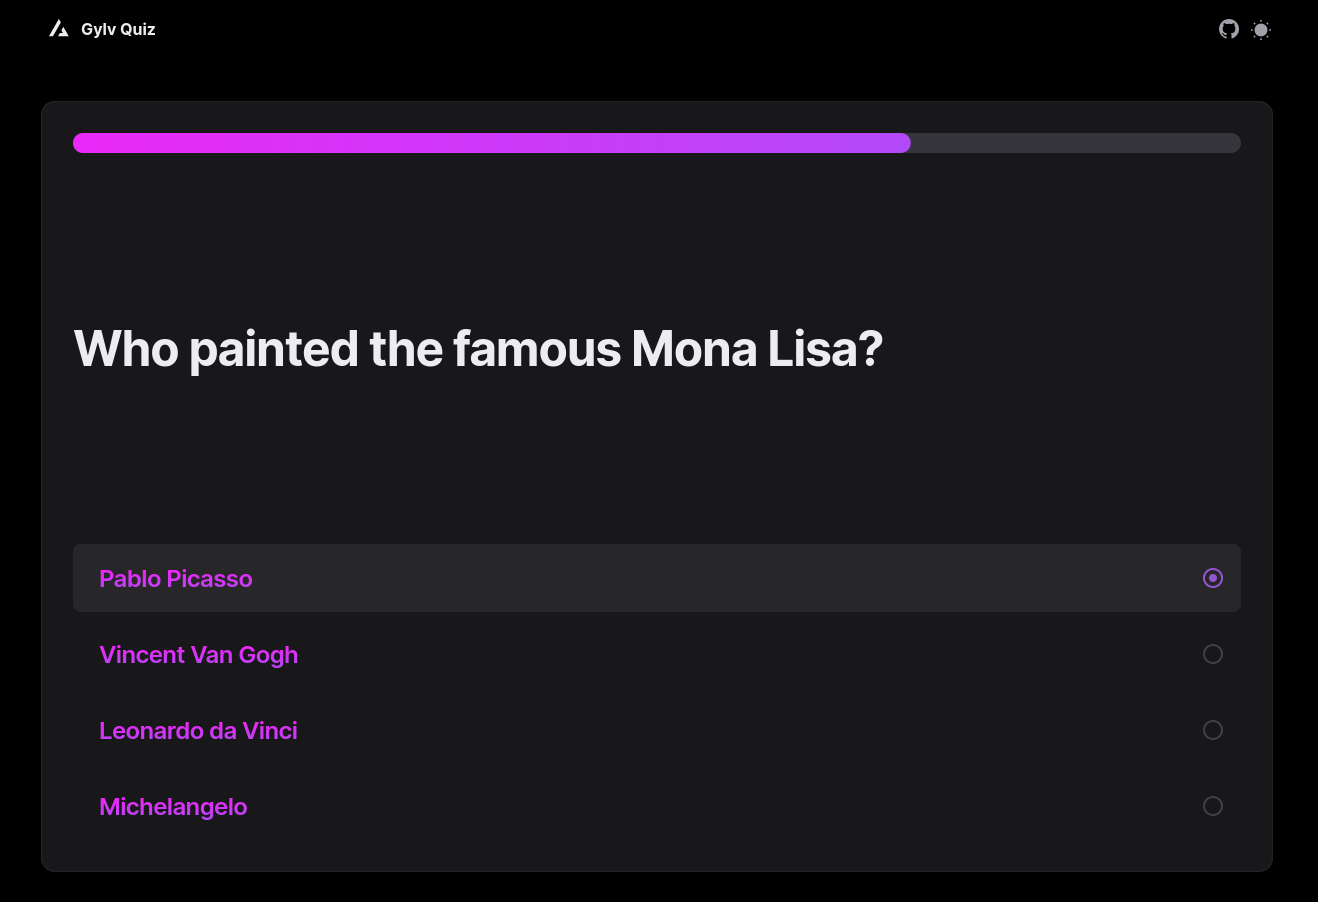 Gylv Quiz
Who painted the famous Mona Lisa?
Pablo Picasso
Vincent Van Gogh
Leonardo da Vinci
Michelangelo